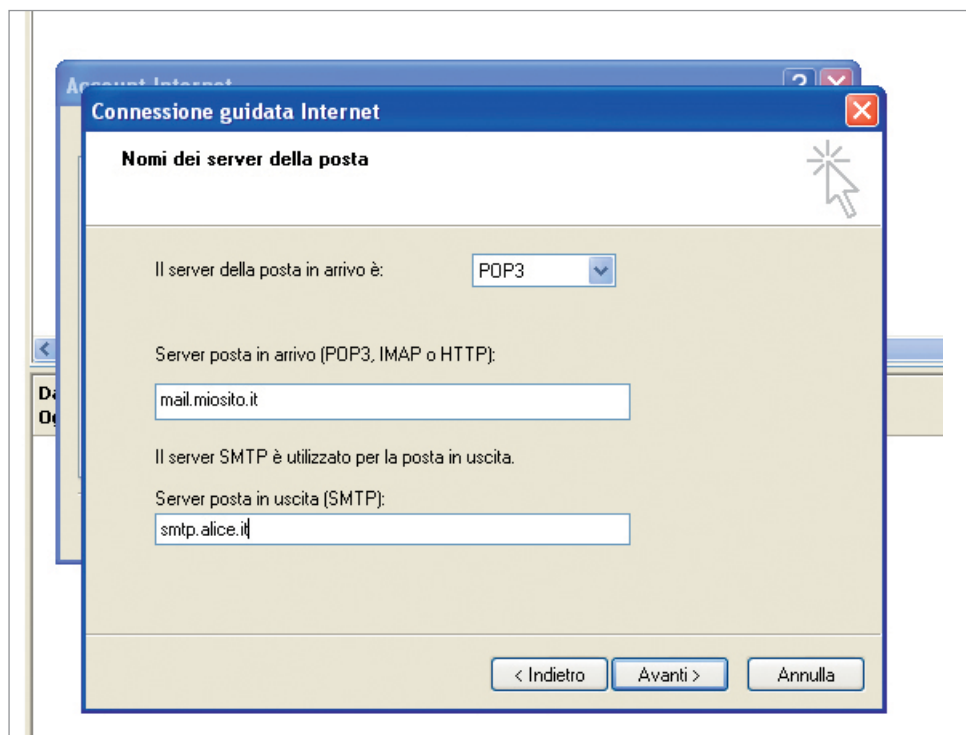 Account Internet
Connessione guidata Internet
Nomi dei server della posta
Il server della posta in arrivo è:
POP3
Server posta in arrivo (POP3, IMAP o HTTP):
mail.miosito.it
Il server SMTP è utilizzato per la posta in uscita.
Server posta in uscita (SMTP):
smtp.alice.it
< Indietro
Avanti >
Annulla